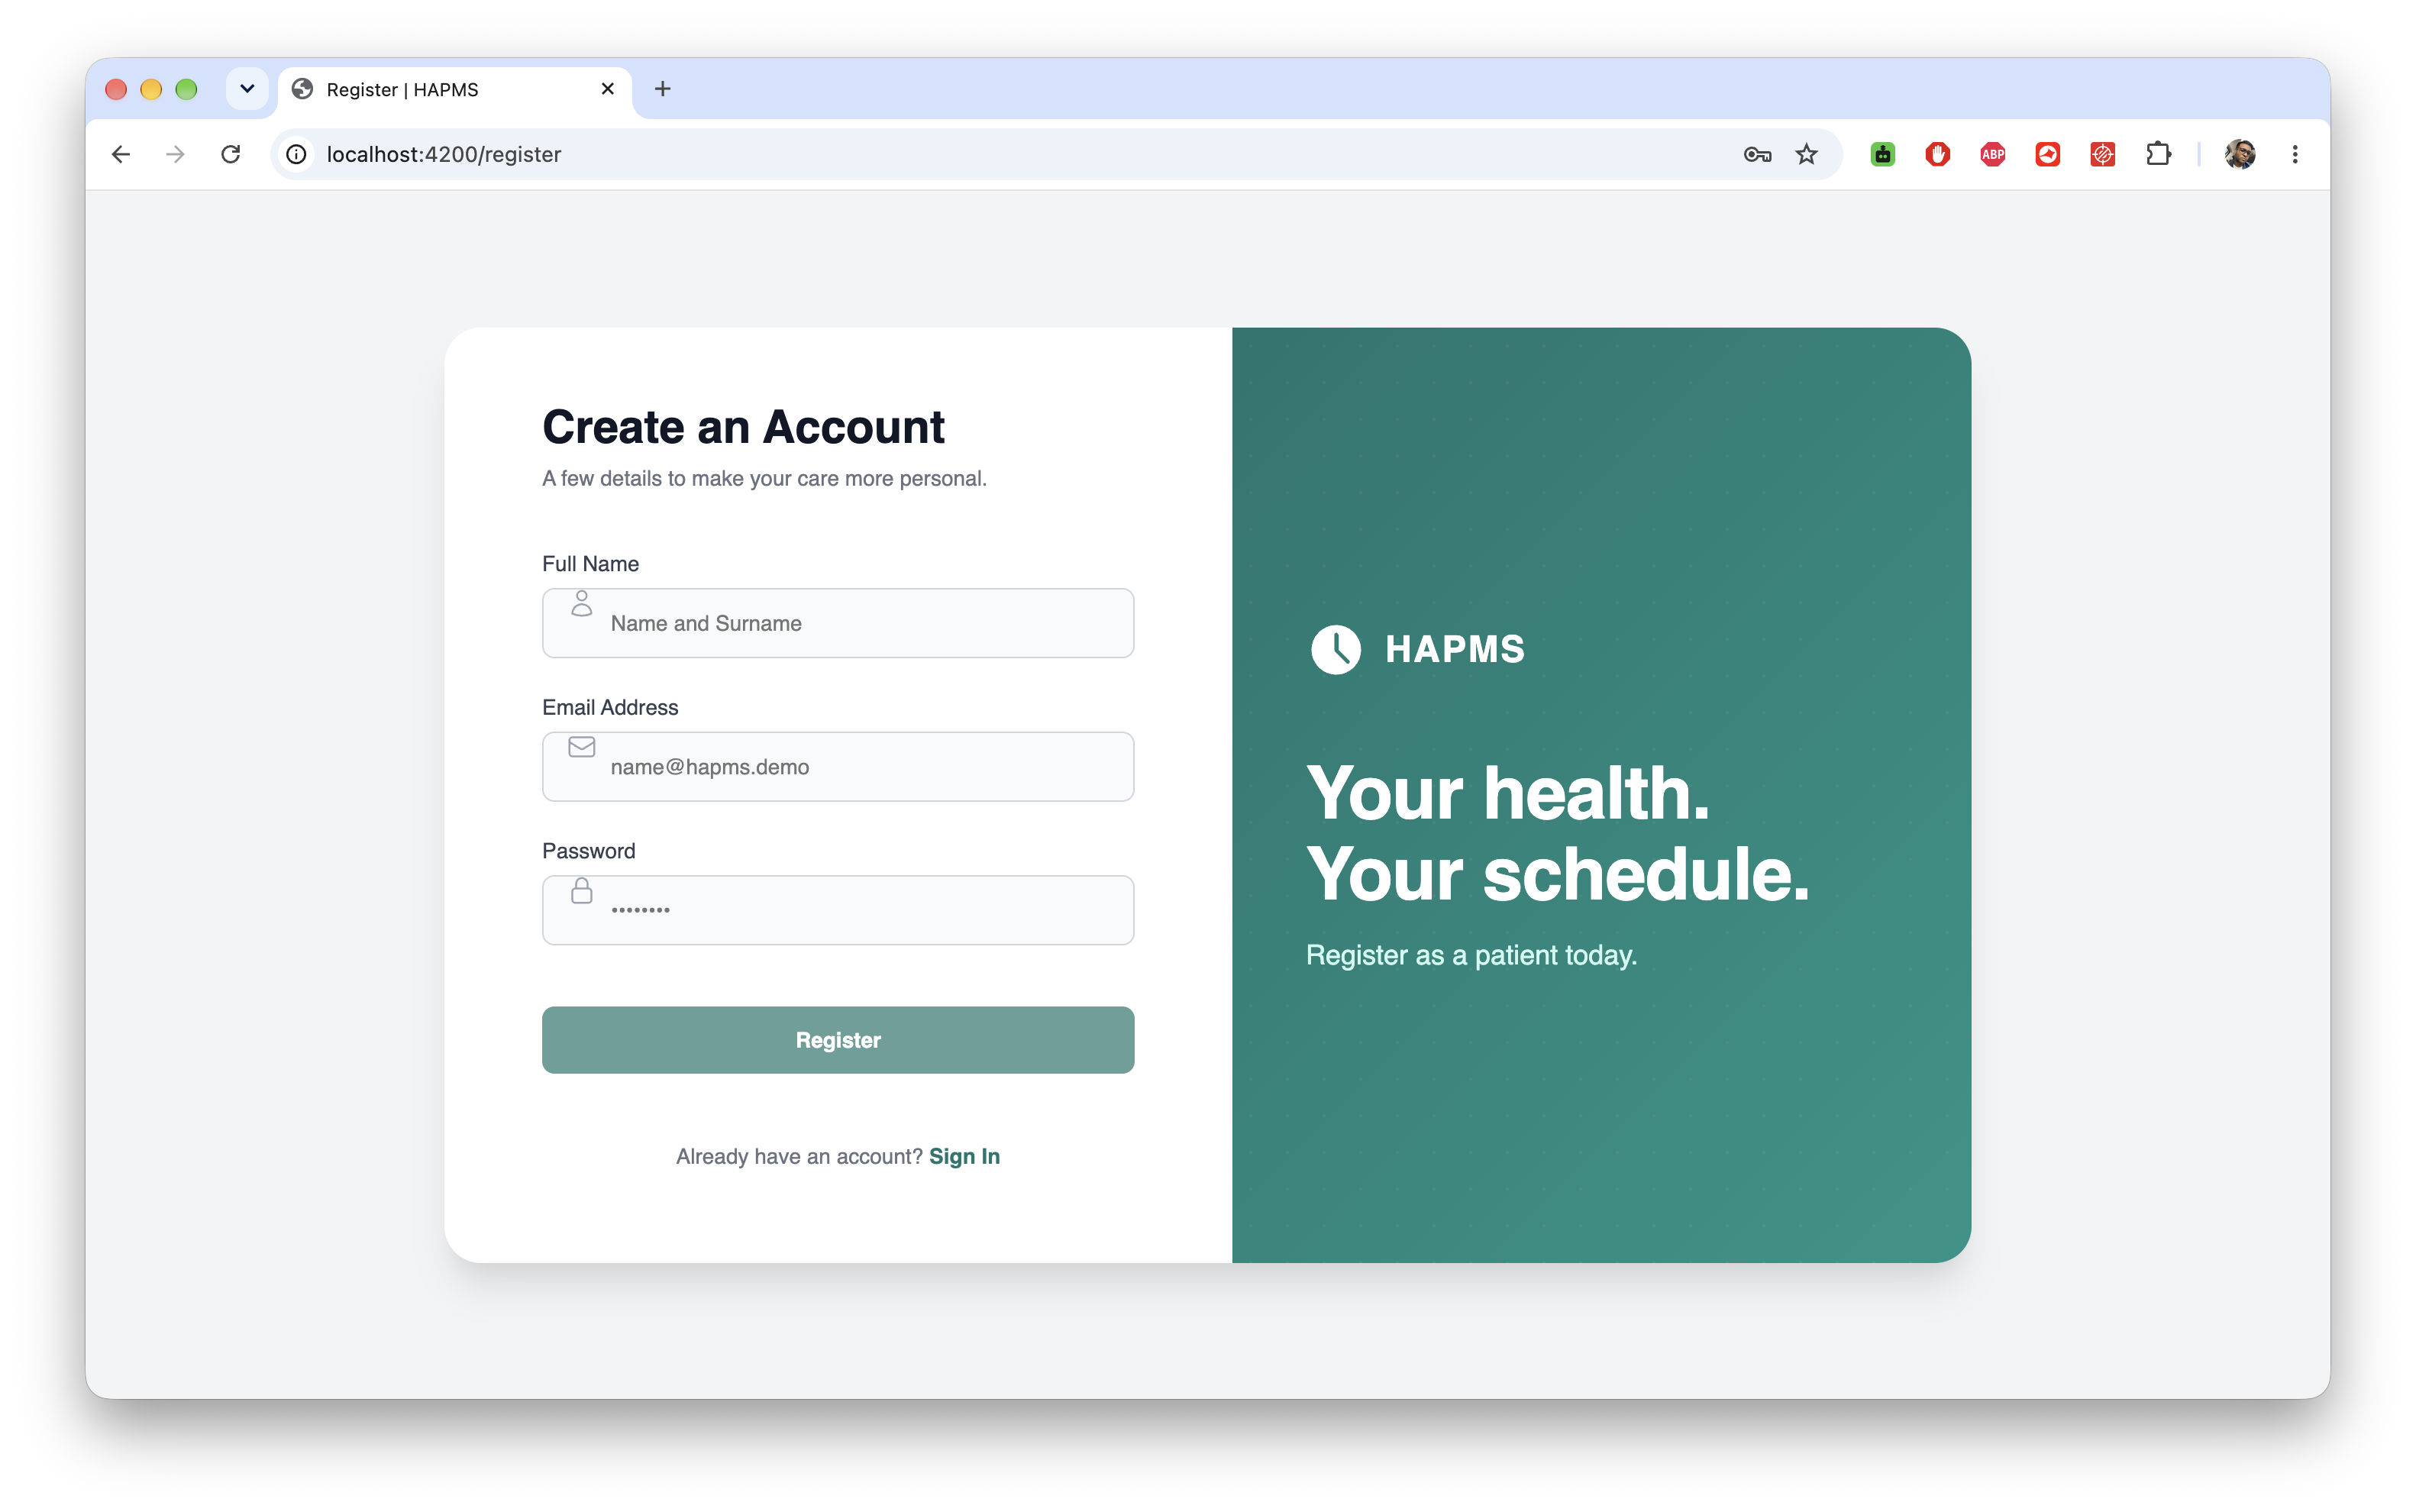 Register | HAPMS
localhost:4200/register
ABP
Create an Account
A few details to make your care more personal.
Full Name
Name and Surname
Email Address
name@hapms.demo
Password
••••••••
Register
Already have an account? Sign In
HAPMS
Your health.
Your schedule.
Register as a patient today.